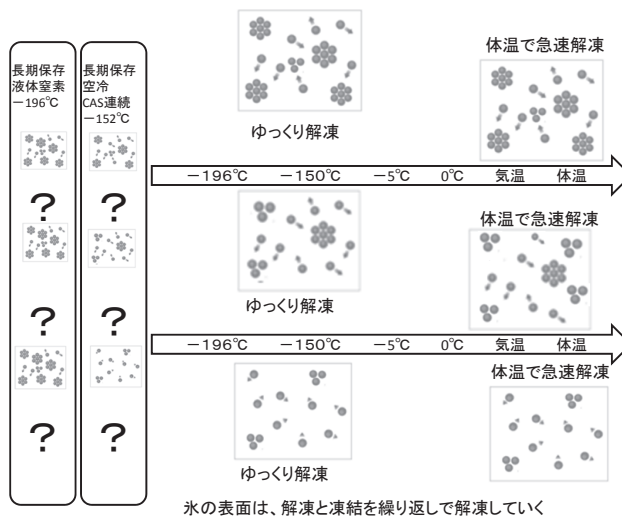 長期保存
液体窒素
－196℃
?
?
?
長期保存
空冷
CAS連続
－152℃
?
?
?
ゆっくり解凍
体温で急速解凍
－196℃ －150℃ －5℃ 0℃ 気温 体温
ゆっくり解凍
体温で急速解凍
－196℃ －150℃ －5℃ 0℃ 気温 体温
ゆっくり解凍
体温で急速解凍
氷の表面は、解凍と凍結を繰り返しで解凍していく